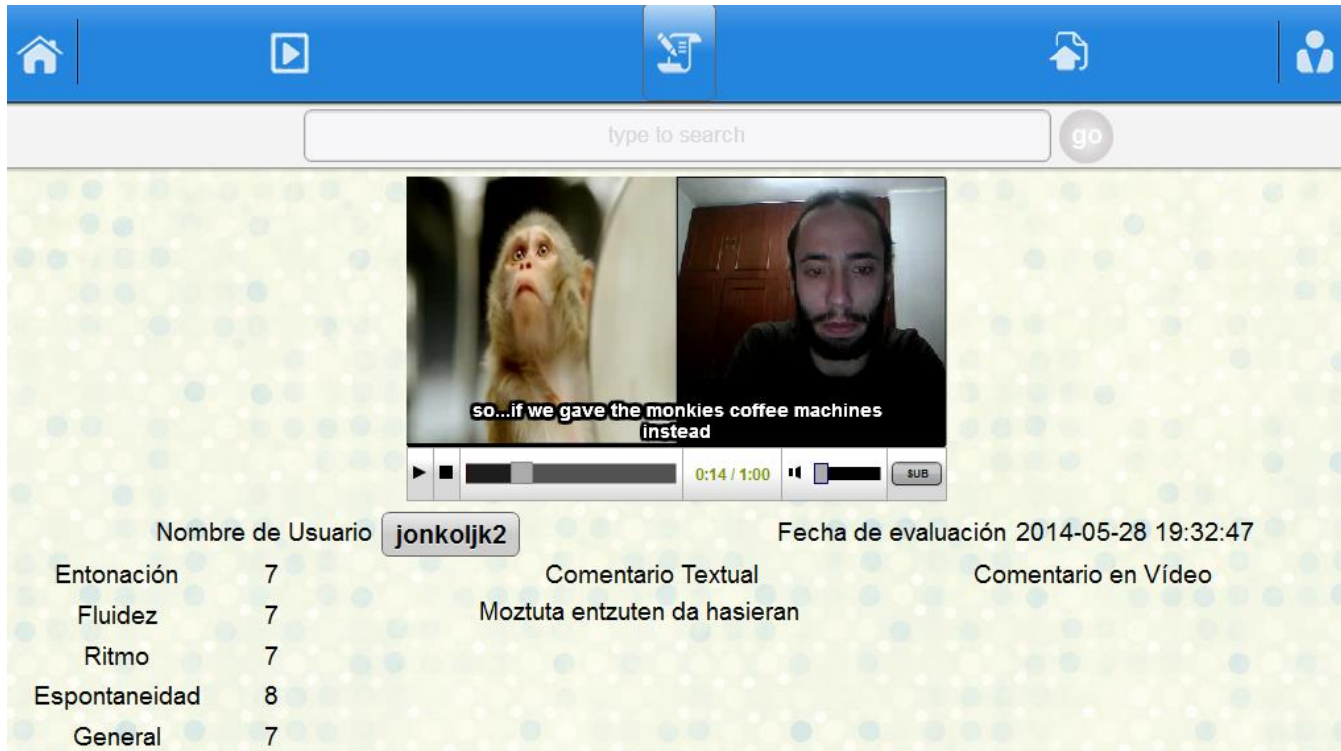 type to search
go
so...if we gave the monkies coffee machines
instead
0:14 / 1:00
SUB
Nombre de Usuario jonkoljk2
Fecha de evaluación 2014-05-28 19:32:47
Entonación 7
Comentario Textual
Comentario en Vídeo
Fluidez 7
Moztuta entzuten da hasieran
Ritmo 7
Espontaneidad 8
General 7